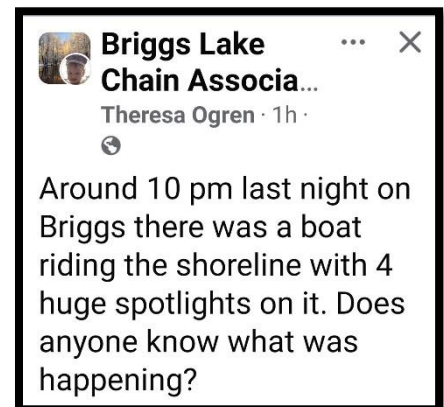 Briggs Lake
Chain Associa...
Theresa Ogren · 1h ·
Around 10 pm last night on
Briggs there was a boat
riding the shoreline with 4
huge spotlights on it. Does
anyone know what was
happening?